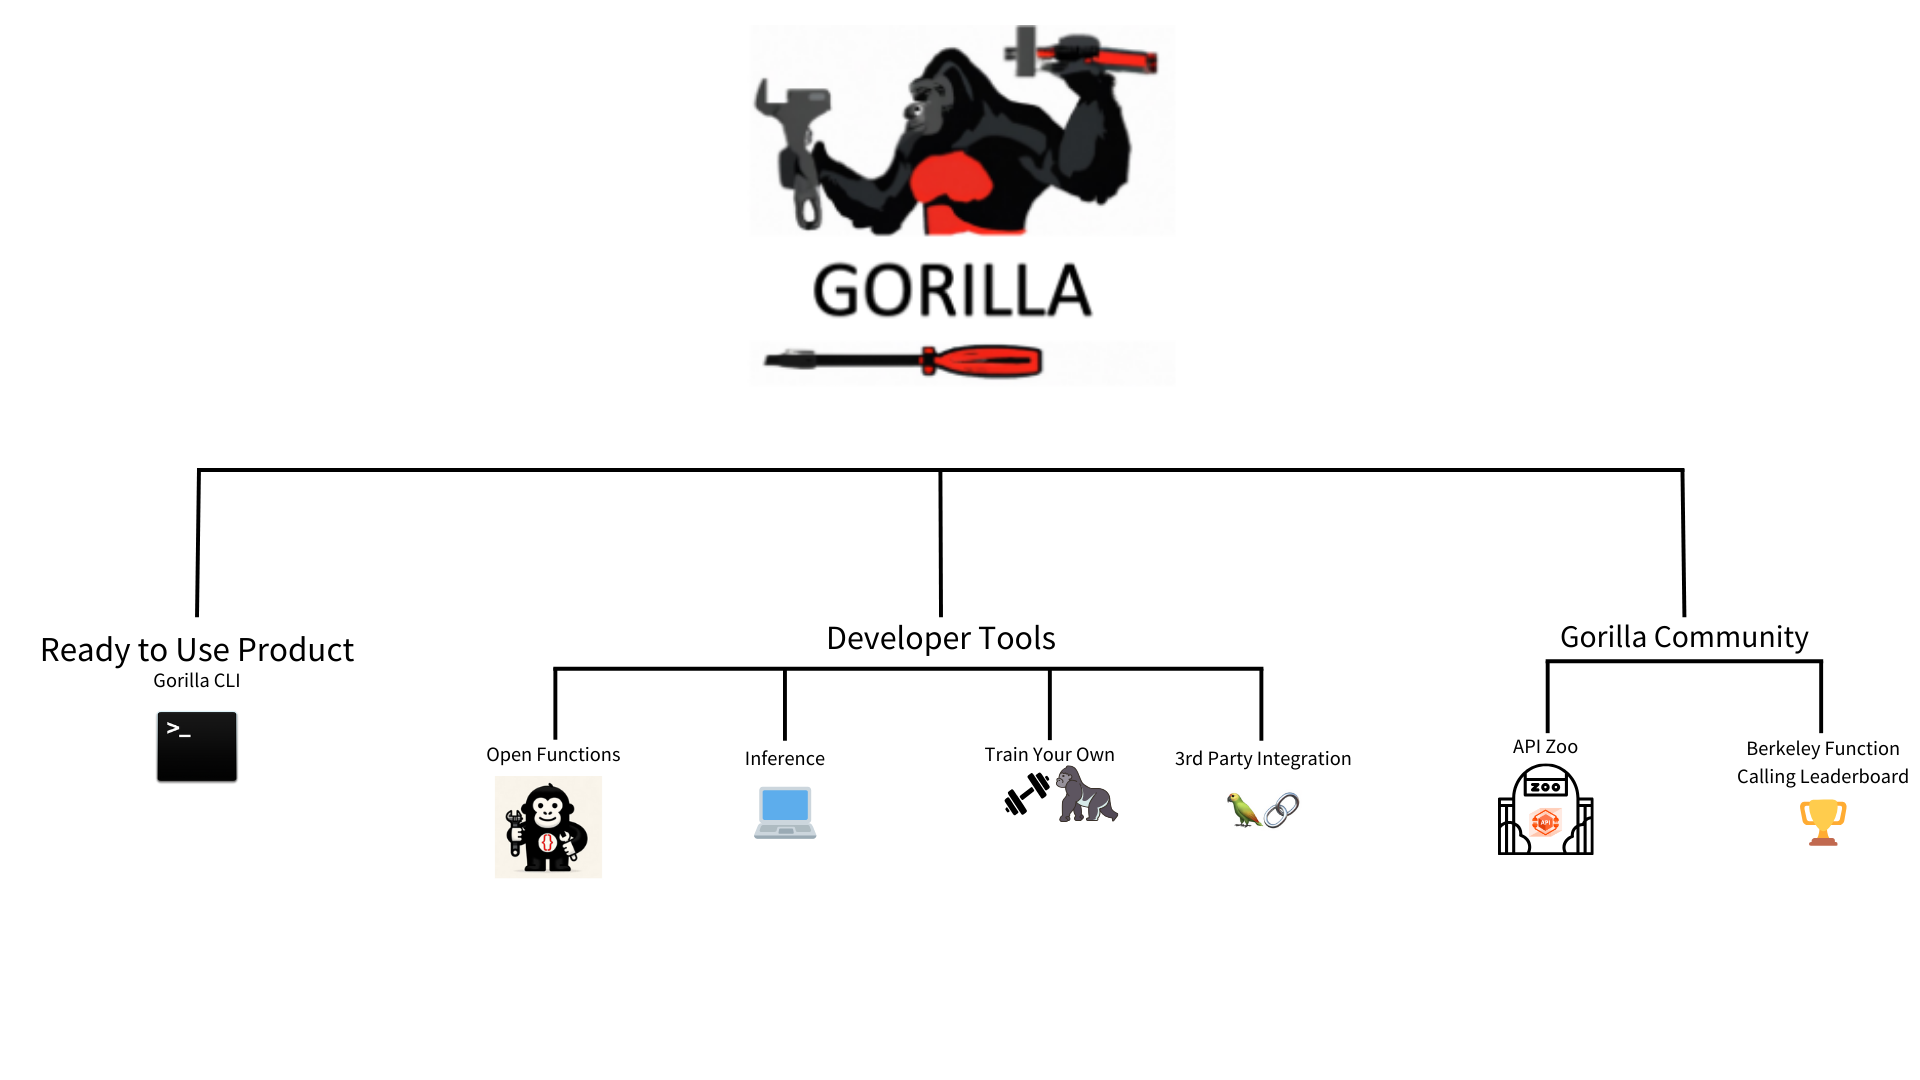 GORILLA
Ready to Use Product
Gorilla CLI
>_
Developer Tools
Open Functions
{}
Inference
Train Your Own
3rd Party Integration
Gorilla Community
API Zoo
ZOO
API
Berkeley Function
Calling Leaderboard